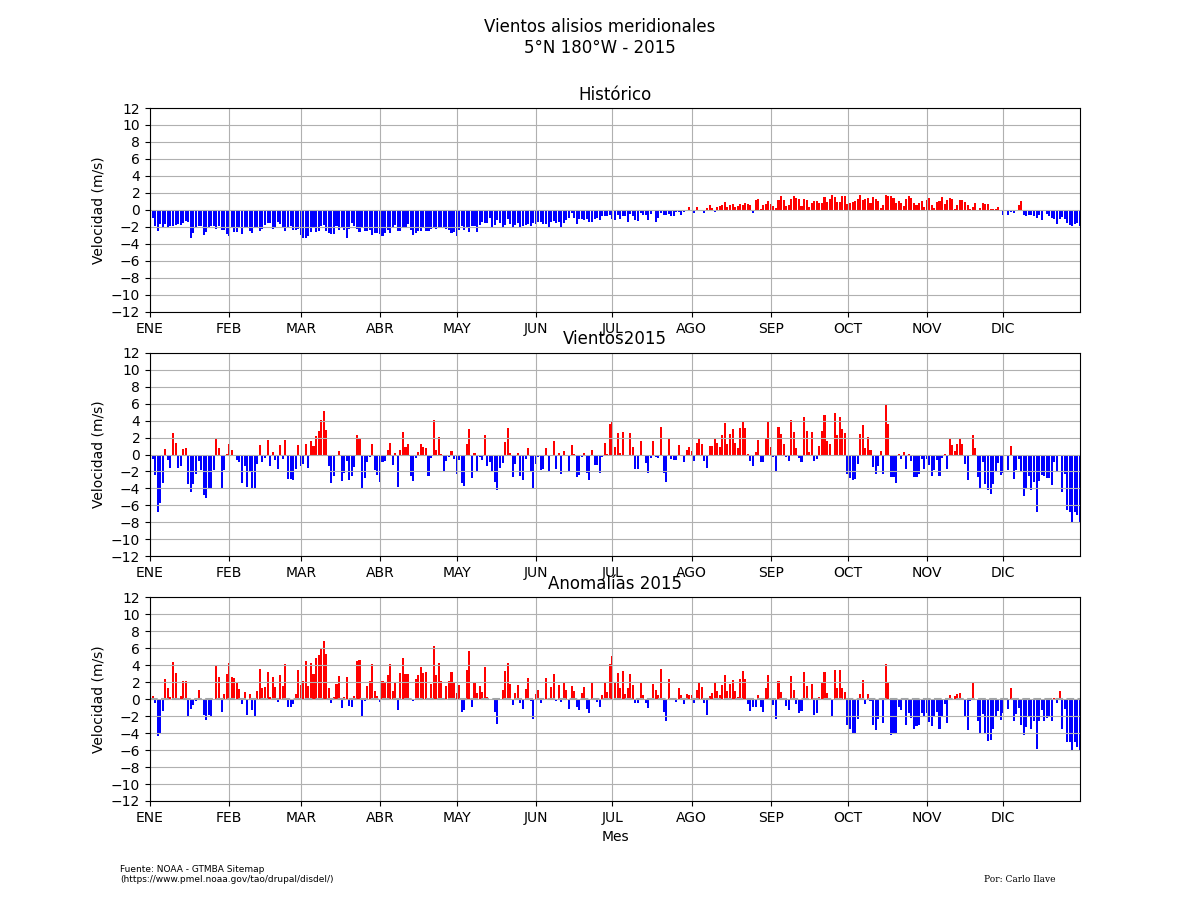 Vientos alisios meridionales
5°N 180°W - 2015
Histórico
12
10
8
6
4
2
0
−2
−4
−6
−8
−10
−12
Velocidad (m/s)
ENE FEB MAR ABR MAY JUN JUL AGO SEP OCT NOV DIC
Vientos2015
12
10
8
6
4
2
0
−2
−4
−6
−8
−10
−12
Velocidad (m/s)
ENE FEB MAR ABR MAY JUN JUL AGO SEP OCT NOV DIC
Anomalías 2015
12
10
8
6
4
2
0
−2
−4
−6
−8
−10
−12
Velocidad (m/s)
ENE FEB MAR ABR MAY JUN JUL AGO SEP OCT NOV DIC
Mes
Fuente: NOAA - GTMBA Sitemap
(https://www.pmel.noaa.gov/tao/drupal/disdel/)
Por: Carlo Ilave